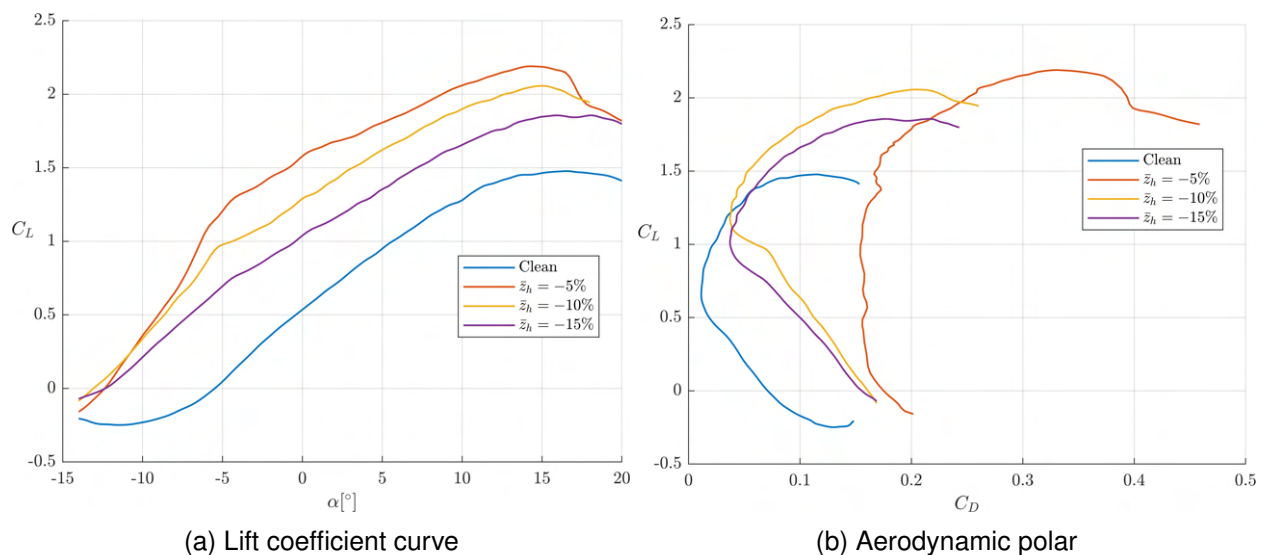 2.5
2
1.5
1
0.5
0
-0.5
C_L
-15
-10
-5
0
5
10
15
20
α[°]
Clean
z̄_h = −5%
z̄_h = −10%
z̄_h = −15%
(a) Lift coefficient curve
2.5
2
1.5
1
0.5
0
-0.5
C_L
0
0.1
0.2
0.3
0.4
0.5
C_D
Clean
z̄_h = −5%
z̄_h = −10%
z̄_h = −15%
(b) Aerodynamic polar